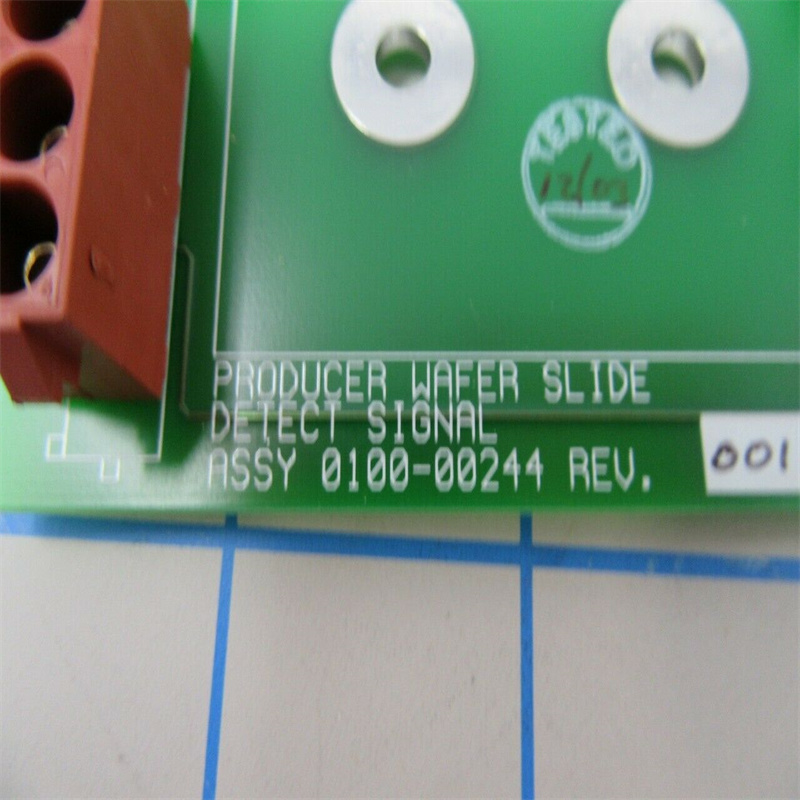 TESTED
12/03
PRODUCER WAFER SLIDE
DETECT SIGNAL
ASSY 0100-00244 REV. 001